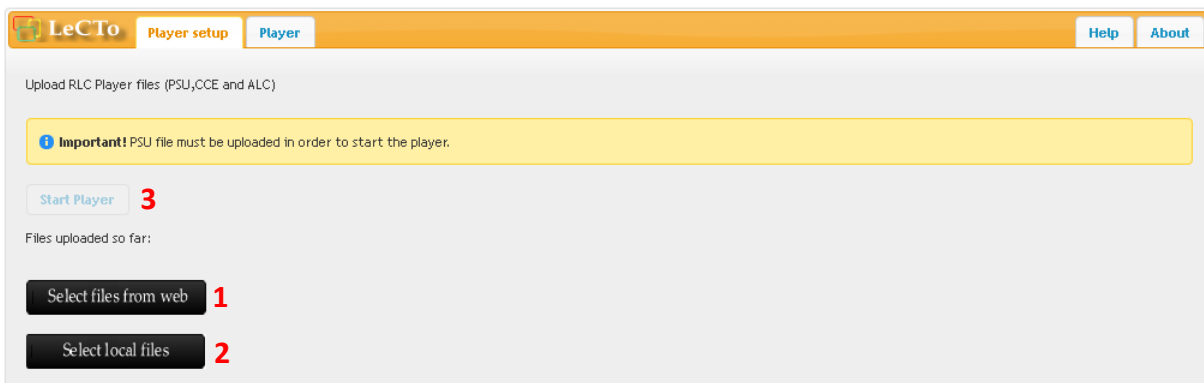 LeCTo Player setup Player Help About
Upload RLC Player files (PSU,CCE and ALC)
Important! PSU file must be uploaded in order to start the player.
Start Player 3
Files uploaded so far:
Select files from web 1
Select local files 2